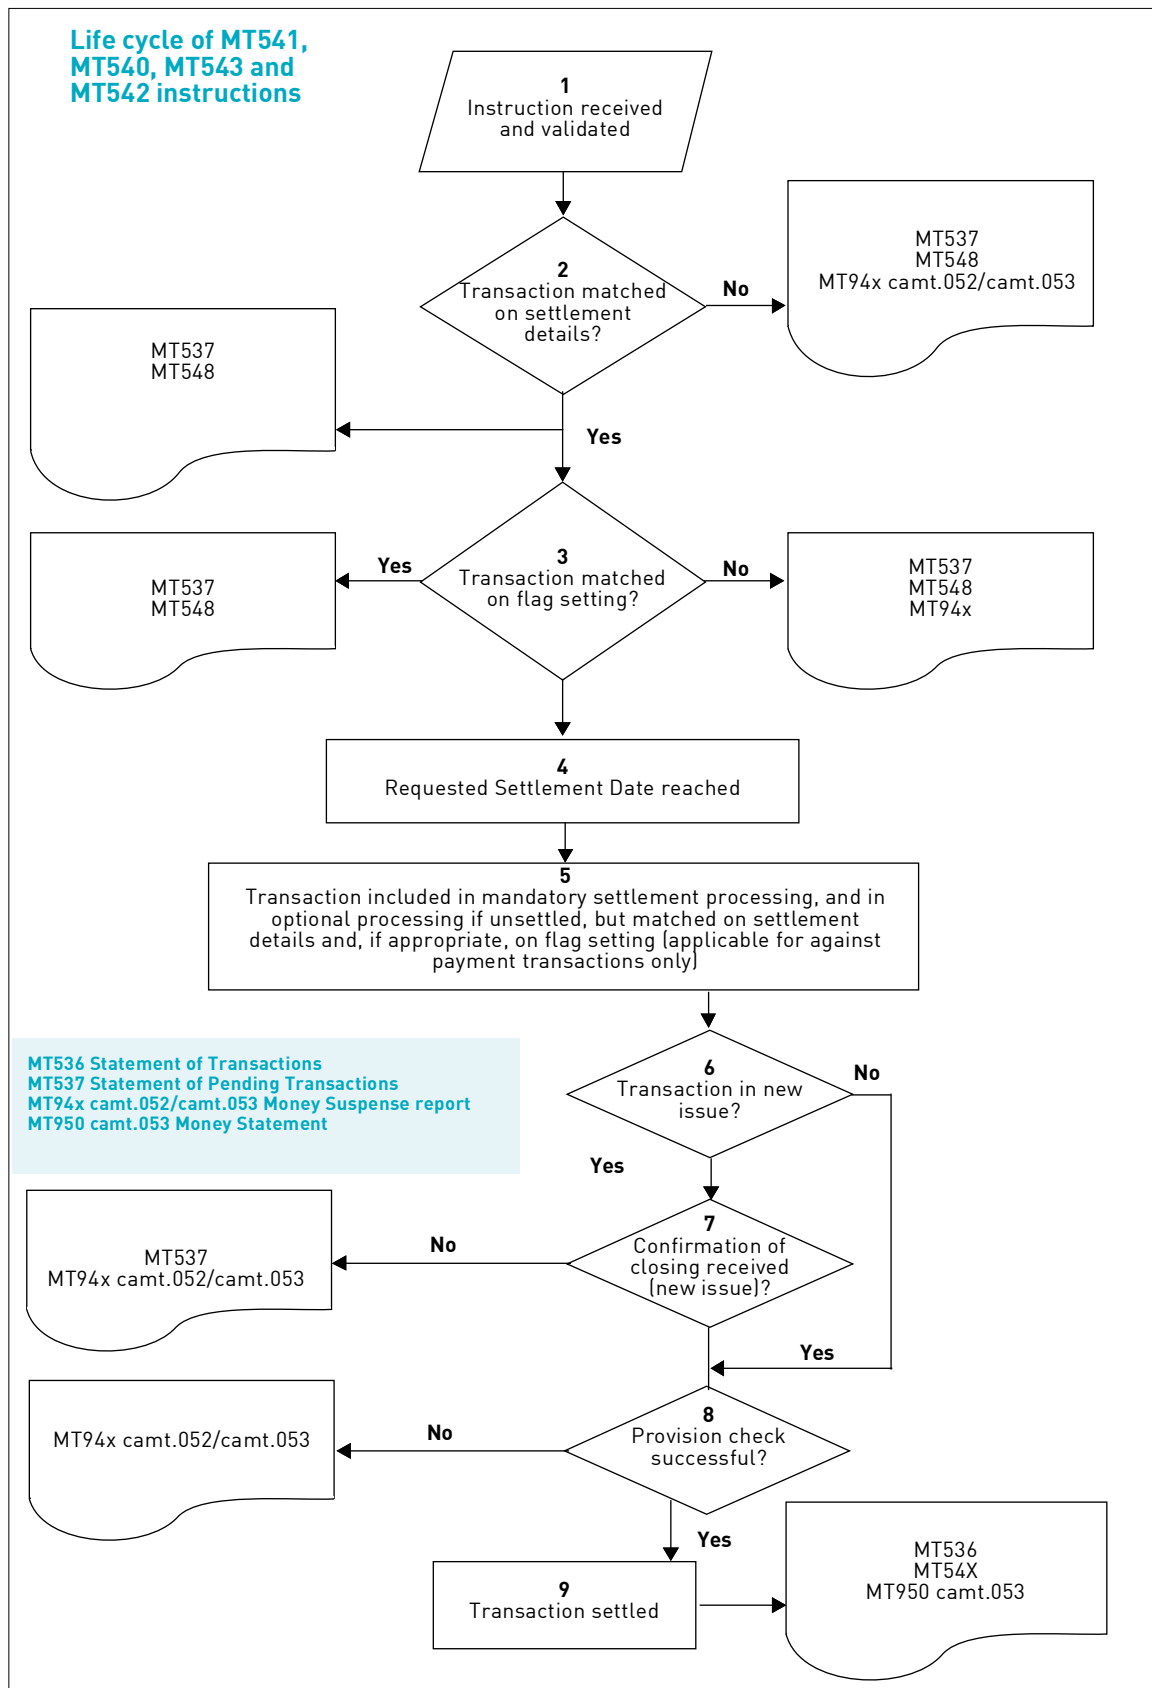 Life cycle of MT541,
MT540, MT543 and
MT542 instructions
1
Instruction received
and validated
2
Transaction matched
on settlement
details?
No
MT537
MT548
MT94x camt.052/camt.053
MT537
MT548
Yes
3
Transaction matched
on flag setting?
Yes
MT537
MT548
No
MT537
MT548
MT94x
4
Requested Settlement Date reached
5
Transaction included in mandatory settlement processing, and in
optional processing if unsettled, but matched on settlement
details and, if appropriate, on flag setting (applicable for against
payment transactions only)
MT536 Statement of Transactions
MT537 Statement of Pending Transactions
MT94x camt.052/camt.053 Money Suspense report
MT950 camt.053 Money Statement
6
Transaction in new
issue?
No
Yes
7
Confirmation of
closing received
(new issue)?
No
MT537
MT94x camt.052/camt.053
Yes
8
Provision check
successful?
No
MT94x camt.052/camt.053
Yes
9
Transaction settled
MT536
MT54X
MT950 camt.053